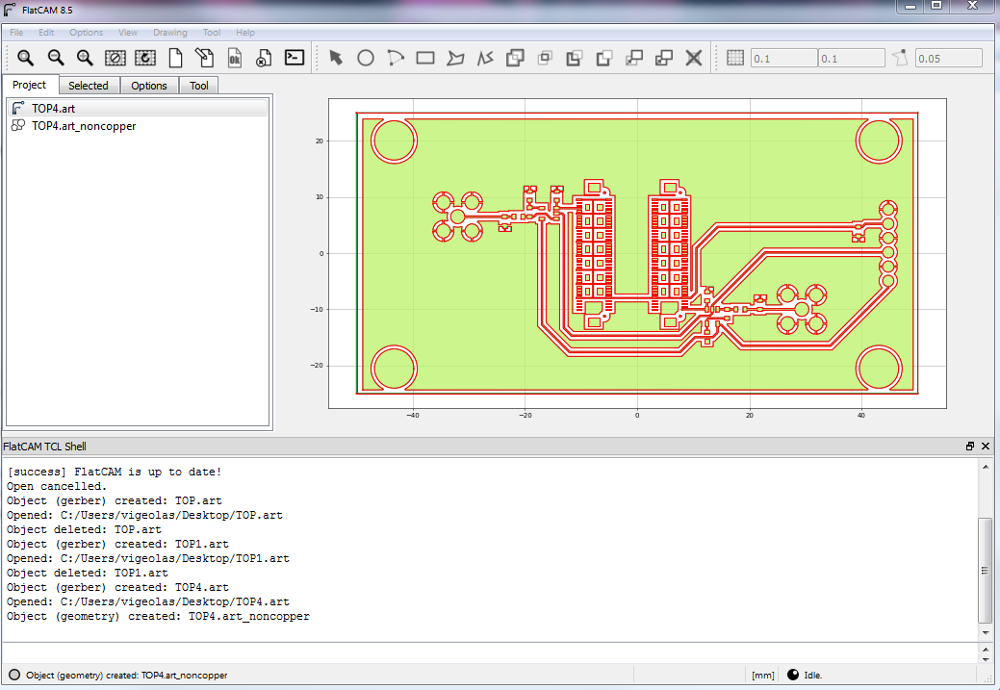 FlatCAM 8.5
File Edit Options View Drawing Tool Help
Ok 0.1 0.1 0.05
Project Selected Options Tool
TOP4.art
TOP4.art_noncopper
20
10
0
−10
−20
−40 −20 0 20 40
FlatCAM TCL Shell
[success] FlatCAM is up to date!
Open cancelled.
Object (gerber) created: TOP.art
Opened: C:/Users/vigeolas/Desktop/TOP.art
Object deleted: TOP.art
Object (gerber) created: TOP1.art
Opened: C:/Users/vigeolas/Desktop/TOP1.art
Object deleted: TOP1.art
Object (gerber) created: TOP4.art
Opened: C:/Users/vigeolas/Desktop/TOP4.art
Object (geometry) created: TOP4.art_noncopper
Object (geometry) created: TOP4.art_noncopper [mm] Idle.